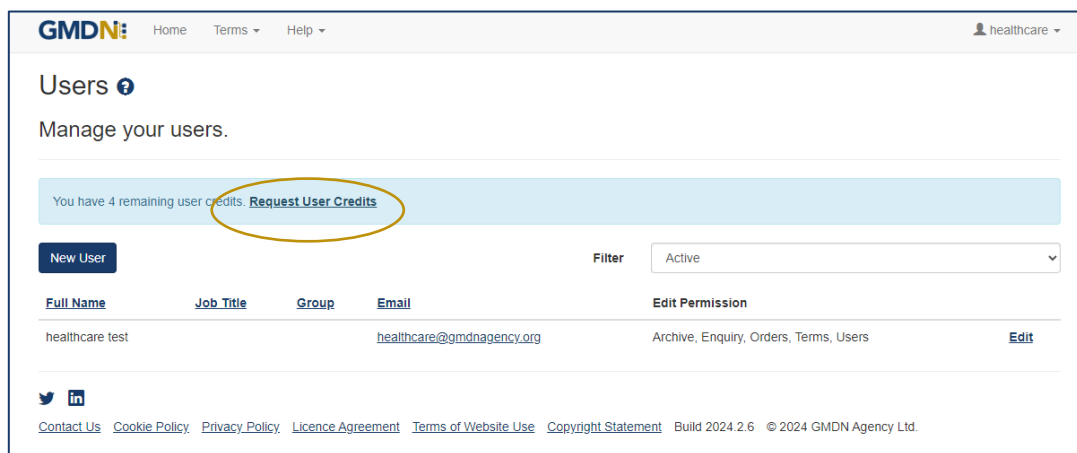 GMDN Home Terms Help healthcare
Users ?
Manage your users.
You have 4 remaining user credits. Request User Credits
New User Filter Active
Full Name Job Title Group Email Edit Permission
healthcare test healthcare@gmdnagency.org Archive, Enquiry, Orders, Terms, Users Edit
in
Contact Us Cookie Policy Privacy Policy Licence Agreement Terms of Website Use Copyright Statement Build 2024.2.6 © 2024 GMDN Agency Ltd.